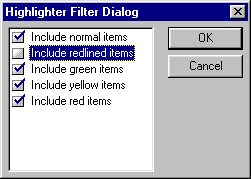 Highlighter Filter Dialog
Include normal items
Include redlined items
Include green items
Include yellow items
Include red items
OK
Cancel